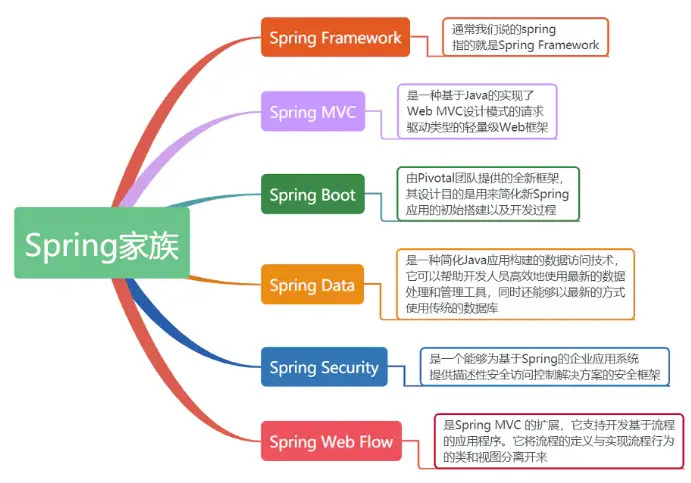 Spring家族
Spring Framework
通常我们说的spring
指的就是Spring Framework
Spring MVC
是一种基于Java的实现了
Web MVC设计模式的请求
驱动类型的轻量级Web框架
Spring Boot
由Pivotal团队提供的全新框架，
其设计目的是用来简化新Spring
应用的初始搭建以及开发过程
Spring Data
是一种简化Java应用构建的数据访问技术，
它可以帮助开发人员高效地使用最新的数据
处理和管理工具，同时还能够以最新的方式
使用传统的数据库
Spring Security
是一个能够为基于Spring的企业应用系统
提供描述性安全访问控制解决方案的安全框架
Spring Web Flow
是Spring MVC 的扩展，它支持开发基于流程
的应用程序。它将流程的定义与实现流程行为
的类和视图分离开来